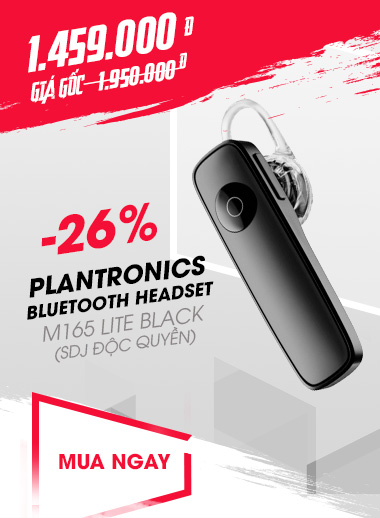 1.459.000 Đ
GIÁ GỐC 1.950.000 Đ
-26%
PLANTRONICS
BLUETOOTH HEADSET
M165 LITE BLACK
(SDJ ĐỘC QUYỀN)
MUA NGAY